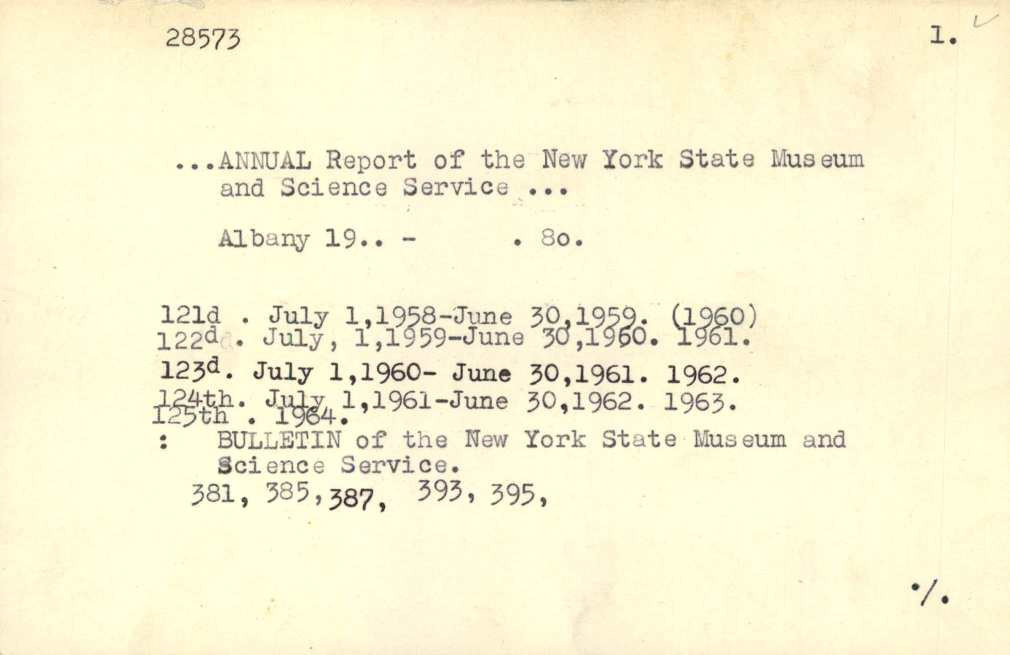 28573 1.
...ANNUAL Report of the New York State Museum
and Science Service ...
Albany 19.. - . 8o.
121d . July 1,1958-June 30,1959. (1960)
122d . July, 1,1959-June 30,1960. 1961.
123d. July 1,1960- June 30,1961. 1962.
124th. July 1,1961-June 30,1962. 1963.
125th . 1964.
: BULLETIN of the New York State Museum and
Science Service.
381, 385, 387, 393, 395,
./.